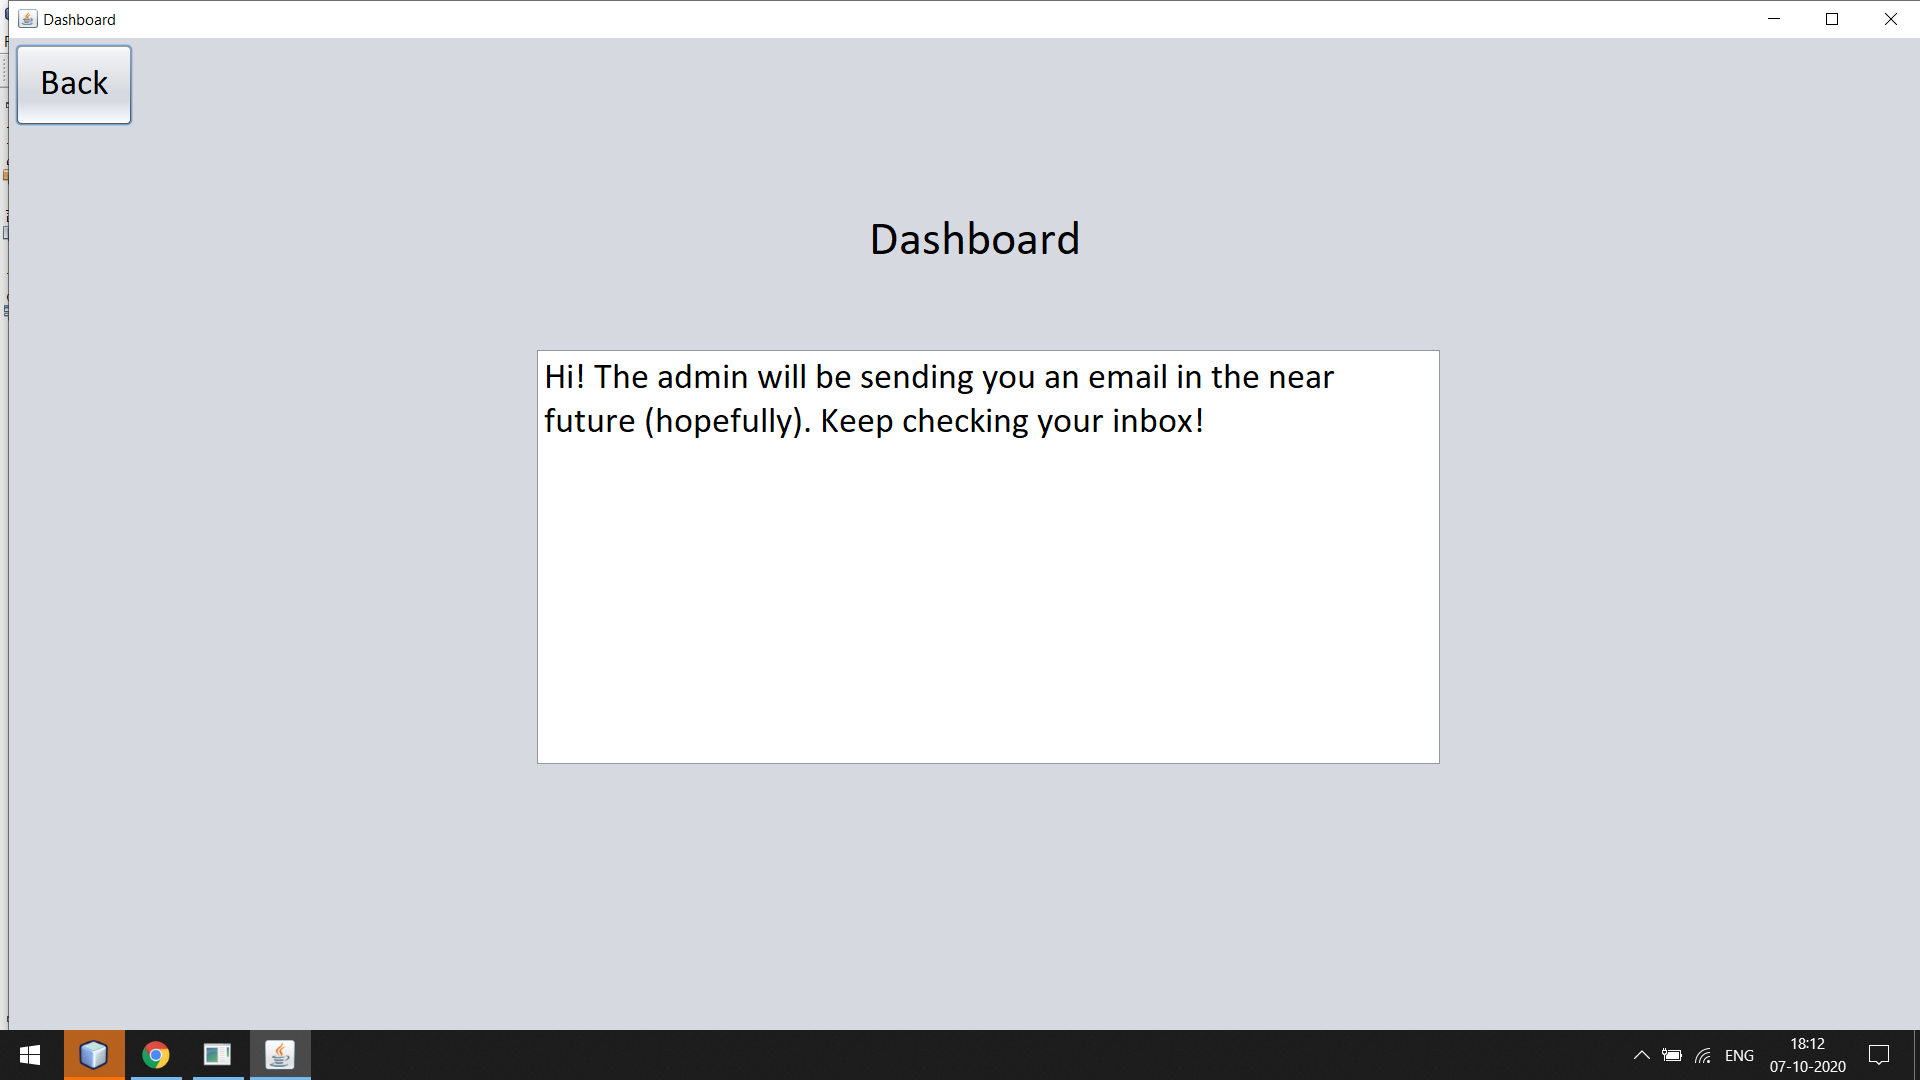 Dashboard
Back
Dashboard
Hi! The admin will be sending you an email in the near
future (hopefully). Keep checking your inbox!
ENG
18:12
07-10-2020